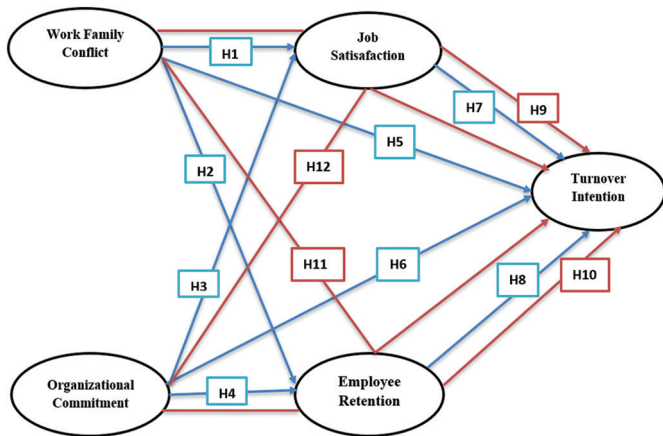 Work Family
Conflict
H1
Job
Satisafaction
H7
H9
H5
H2
H12
Turnover
Intention
H11
H6
H3
H8
H10
Organizational
Commitment
H4
Employee
Retention